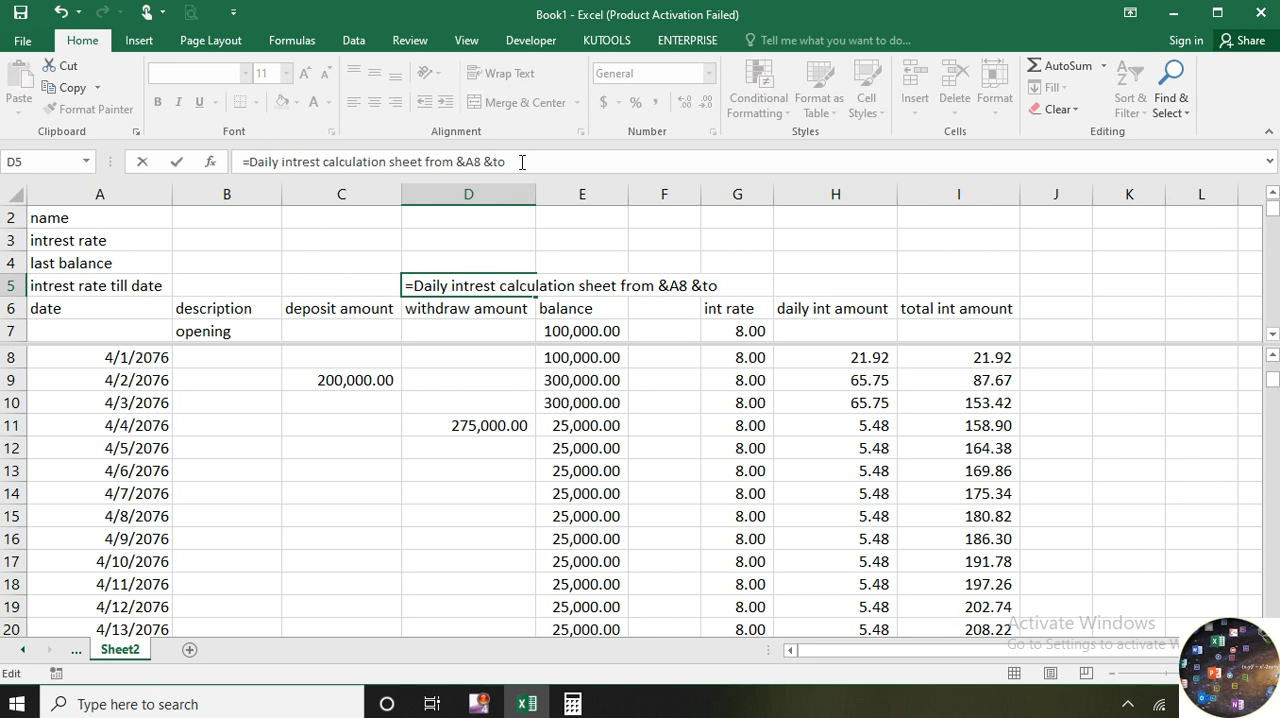 Book1 - Excel (Product Activation Failed)
File Home Insert Page Layout Formulas Data Review View Developer KUTOOLS ENTERPRISE Tell me what you want to do... Sign in Share
Paste Cut Copy Format Painter
Clipboard
11
B I U A
Font
Wrap Text
Merge & Center
Alignment
General
$ % ,
Number
Conditional Formatting Format as Table Cell Styles
Styles
Insert Delete Format
Cells
AutoSum Fill Clear Sort & Filter Find & Select
Editing
D5 fx =Daily intrest calculation sheet from &A8 &to
A B C D E F G H I J K L
2 name
3 intrest rate
4 last balance
5 intrest rate till date =Daily intrest calculation sheet from &A8 &to
6 date description deposit amount withdraw amount balance int rate daily int amount total int amount
7 opening 100,000.00 8.00
8 4/1/2076 100,000.00 8.00 21.92 21.92
9 4/2/2076 200,000.00 300,000.00 8.00 65.75 87.67
10 4/3/2076 300,000.00 8.00 65.75 153.42
11 4/4/2076 275,000.00 25,000.00 8.00 5.48 158.90
12 4/5/2076 25,000.00 8.00 5.48 164.38
13 4/6/2076 25,000.00 8.00 5.48 169.86
14 4/7/2076 25,000.00 8.00 5.48 175.34
15 4/8/2076 25,000.00 8.00 5.48 180.82
16 4/9/2076 25,000.00 8.00 5.48 186.30
17 4/10/2076 25,000.00 8.00 5.48 191.78
18 4/11/2076 25,000.00 8.00 5.48 197.26
19 4/12/2076 25,000.00 8.00 5.48 202.74
20 4/13/2076 25,000.00 8.00 5.48 208.22
Activate Windows
Go to Settings to activate
... Sheet2
Edit
Type here to search